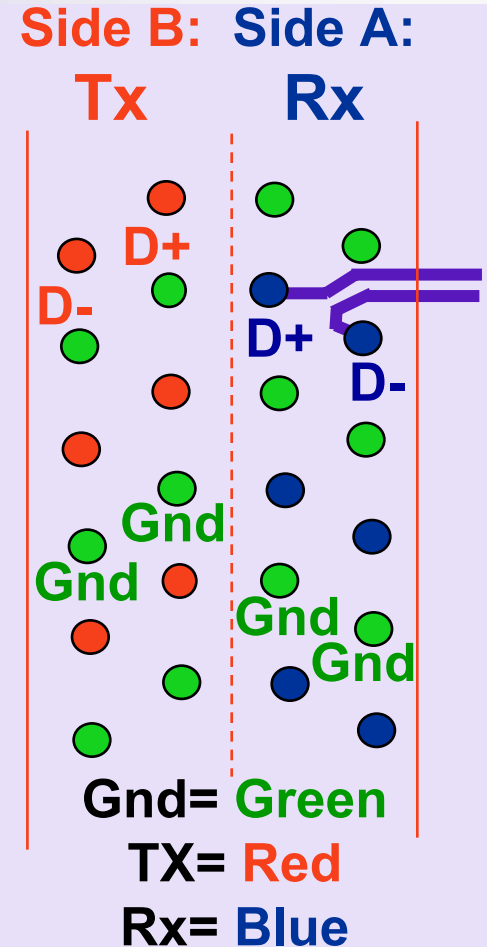 Side B: Side A:
Tx Rx
D+
D-
D+
D-
Gnd
Gnd
Gnd
Gnd
Gnd= Green
TX= Red
Rx= Blue